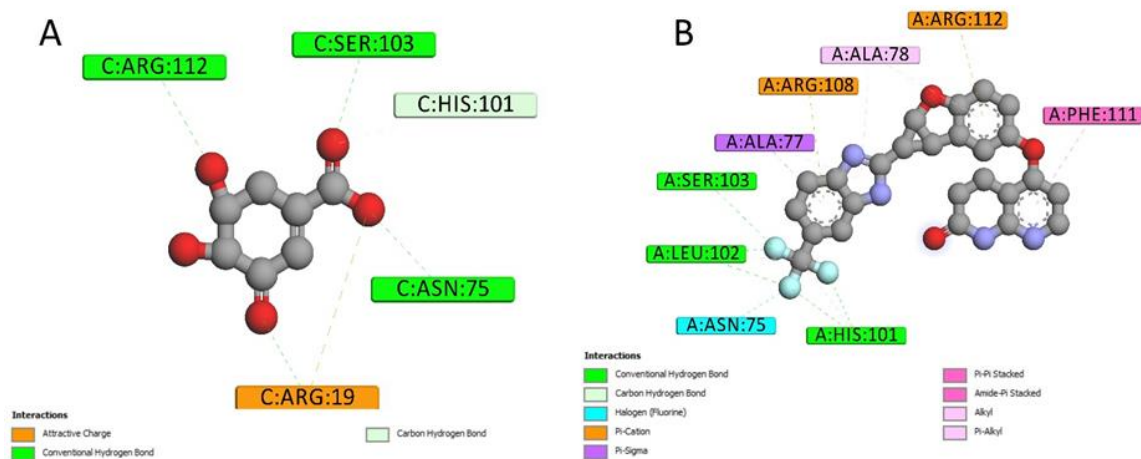 A
C:SER:103
C:ARG:112
C:HIS:101
C:ASN:75
C:ARG:19
Interactions
Attractive Charge
Conventional Hydrogen Bond
Carbon Hydrogen Bond
B
A:ARG:112
A:ALA:78
A:ARG:108
A:PHE:111
A:ALA:77
A:SER:103
A:LEU:102
A:ASN:75
A:HIS:101
Interactions
Conventional Hydrogen Bond
Carbon Hydrogen Bond
Halogen (Fluorine)
Pi-Cation
Pi-Sigma
Pi-Pi Stacked
Amide-Pi Stacked
Alkyl
Pi-Alkyl